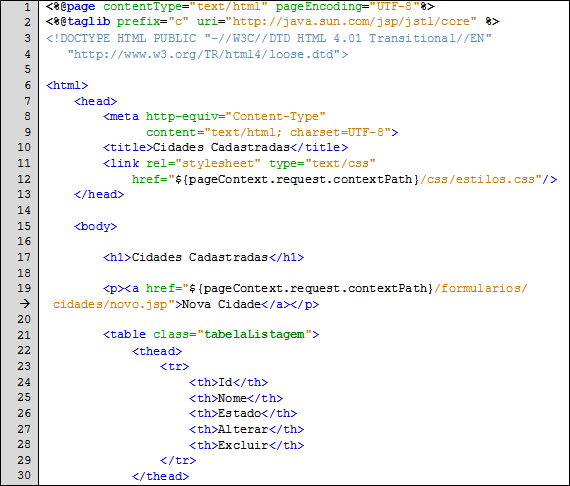 1 <%@page contentType="text/html" pageEncoding="UTF-8"%>
2 <%@taglib prefix="c" uri="http://java.sun.com/jsp/jstl/core" %>
3 <!DOCTYPE HTML PUBLIC "-//W3C//DTD HTML 4.01 Transitional//EN"
4    "http://www.w3.org/TR/html4/loose.dtd">
5
6 <html>
7     <head>
8         <meta http-equiv="Content-Type"
9               content="text/html; charset=UTF-8">
10         <title>Cidades Cadastradas</title>
11         <link rel="stylesheet" type="text/css"
12             href="${pageContext.request.contextPath}/css/estilos.css"/>
13     </head>
14
15     <body>
16
17         <h1>Cidades Cadastradas</h1>
18
19         <p><a href="${pageContext.request.contextPath}/formularios/
→ cidades/novo.jsp">Nova Cidade</a></p>
20
21         <table class="tabelaListagem">
22             <thead>
23                 <tr>
24                     <th>Id</th>
25                     <th>Nome</th>
26                     <th>Estado</th>
27                     <th>Alterar</th>
28                     <th>Excluir</th>
29                 </tr>
30             </thead>